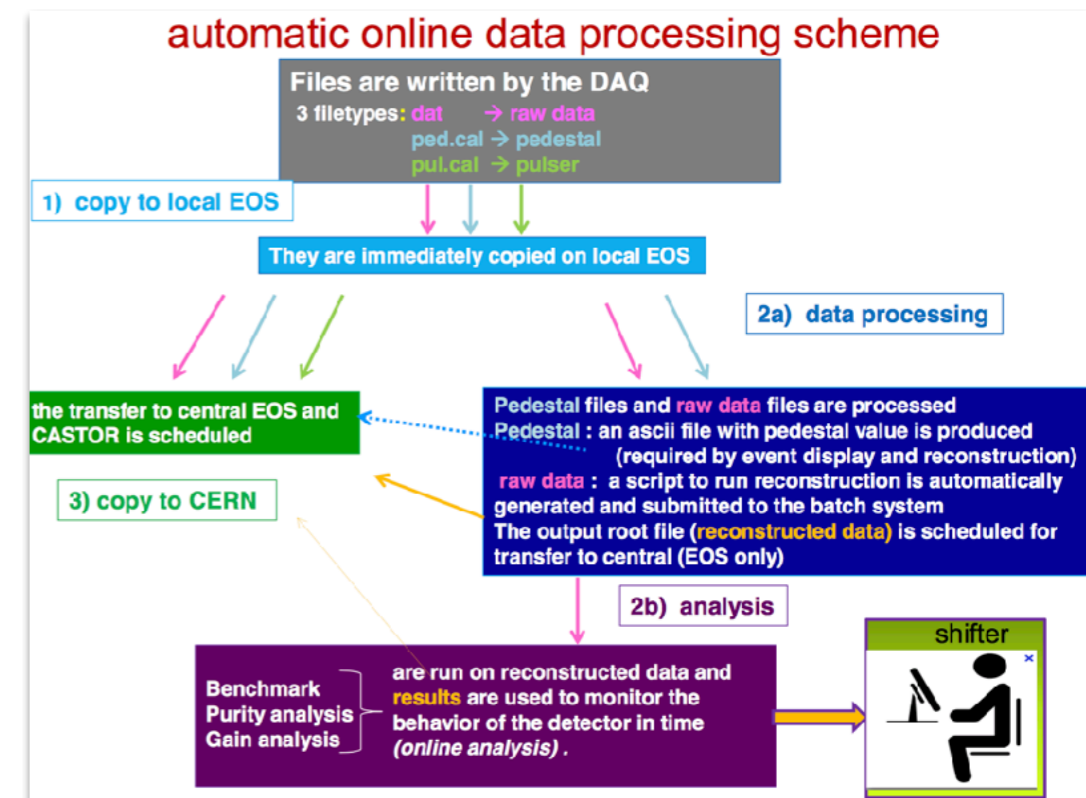 automatic online data processing scheme
Files are written by the DAQ
3 filetypes: dat → raw data
ped.cal → pedestal
pul.cal → pulser
1) copy to local EOS
They are immediately copied on local EOS
2a) data processing
the transfer to central EOS and
CASTOR is scheduled
Pedestal files and raw data files are processed
Pedestal : an ascii file with pedestal value is produced
(required by event display and reconstruction)
raw data : a script to run reconstruction is automatically
generated and submitted to the batch system
The output root file (reconstructed data) is scheduled for
transfer to central (EOS only)
3) copy to CERN
2b) analysis
shifter
Benchmark
Purity analysis
Gain analysis
are run on reconstructed data and
results are used to monitor the
behavior of the detector in time
(online analysis) .